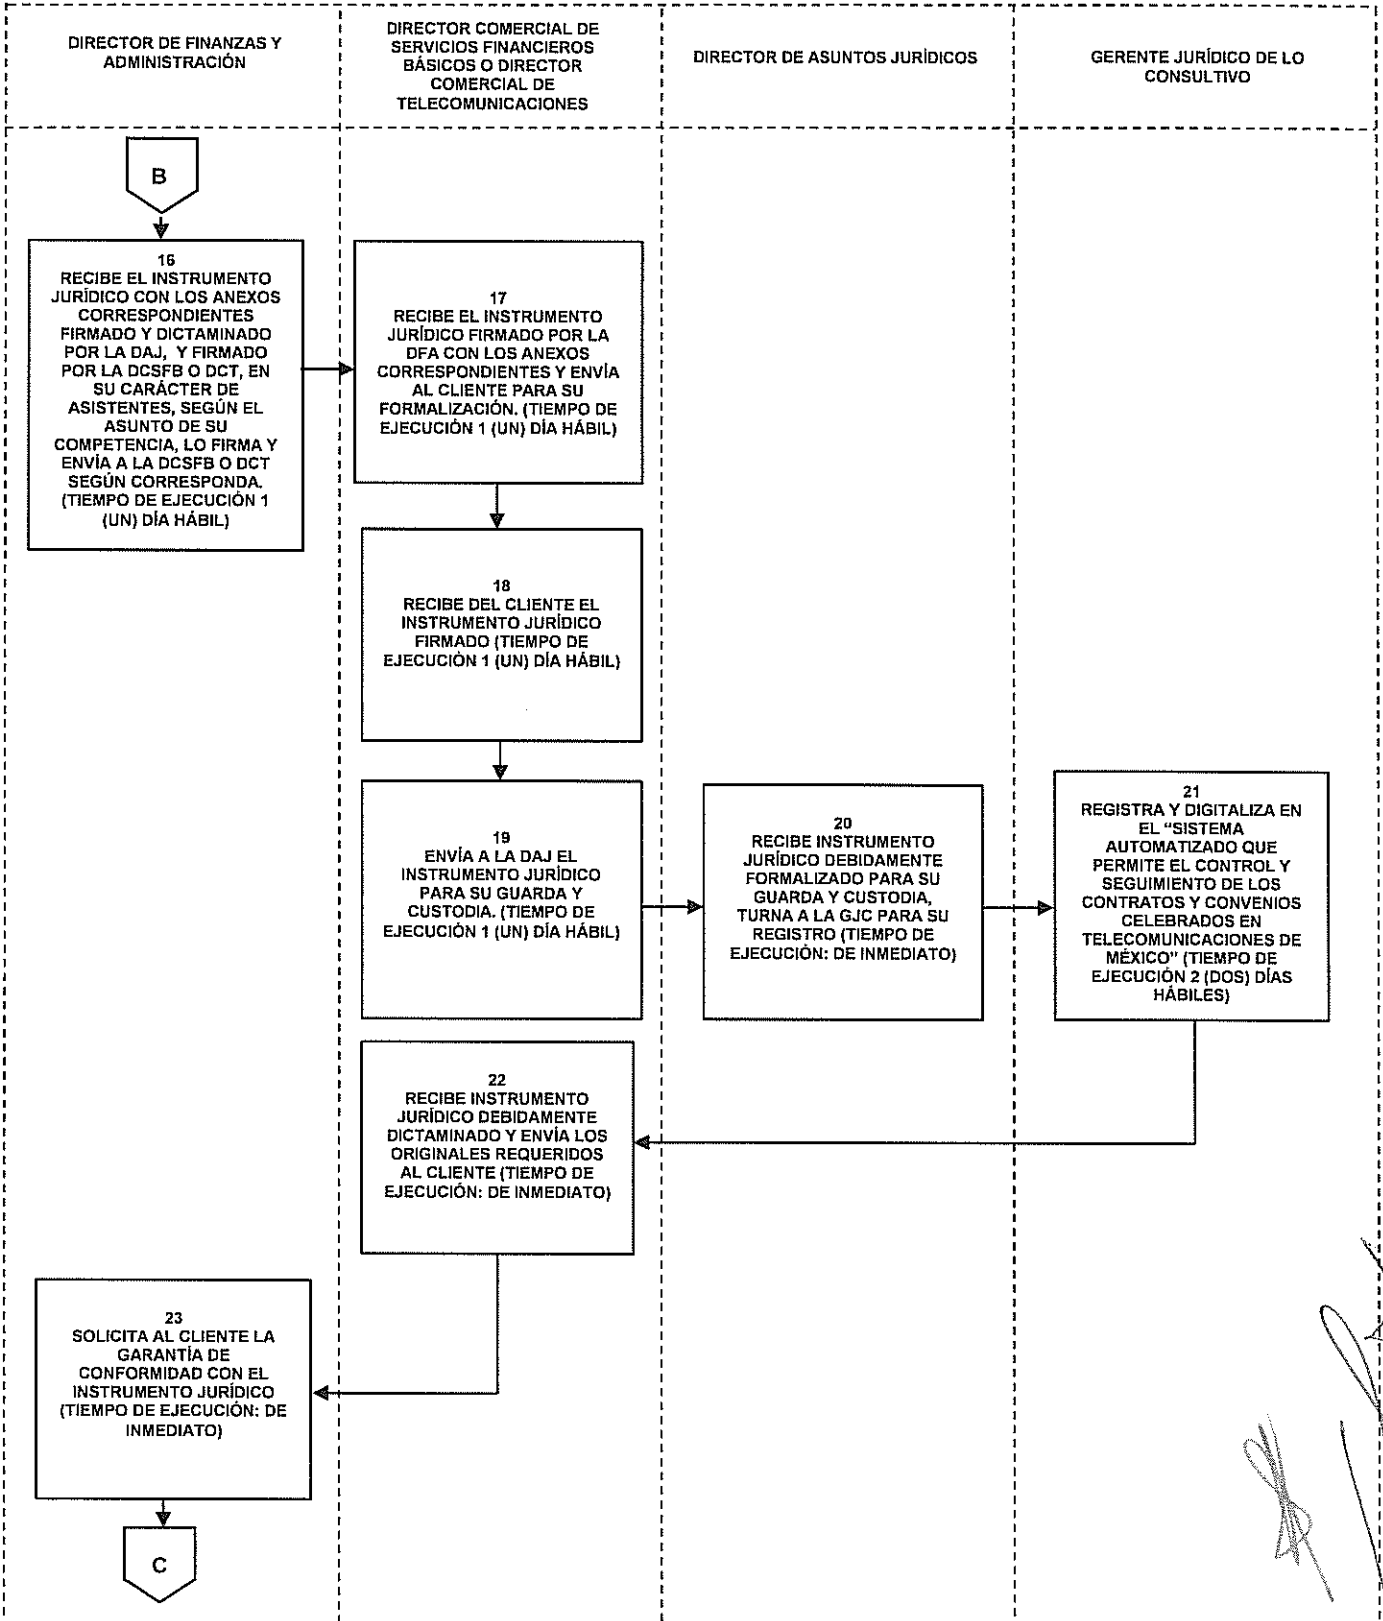 DIRECTOR DE FINANZAS Y
ADMINISTRACIÓN
DIRECTOR COMERCIAL DE
SERVICIOS FINANCIEROS
BÁSICOS O DIRECTOR
COMERCIAL DE
TELECOMUNICACIONES
DIRECTOR DE ASUNTOS JURÍDICOS
GERENTE JURÍDICO DE LO
CONSULTIVO
B
16
RECIBE EL INSTRUMENTO
JURÍDICO CON LOS ANEXOS
CORRESPONDIENTES
FIRMADO Y DICTAMINADO
POR LA DAJ, Y FIRMADO
POR LA DCSFB O DCT, EN
SU CARÁCTER DE
ASISTENTES, SEGÚN EL
ASUNTO DE SU
COMPETENCIA, LO FIRMA Y
ENVÍA A LA DCSFB O DCT
SEGÚN CORRESPONDA.
(TIEMPO DE EJECUCIÓN 1
(UN) DÍA HÁBIL)
17
RECIBE EL INSTRUMENTO
JURÍDICO FIRMADO POR LA
DFA CON LOS ANEXOS
CORRESPONDIENTES Y ENVÍA
AL CLIENTE PARA SU
FORMALIZACIÓN. (TIEMPO DE
EJECUCIÓN 1 (UN) DÍA HÁBIL)
18
RECIBE DEL CLIENTE EL
INSTRUMENTO JURÍDICO
FIRMADO (TIEMPO DE
EJECUCIÓN 1 (UN) DÍA HÁBIL)
19
ENVÍA A LA DAJ EL
INSTRUMENTO JURÍDICO
PARA SU GUARDA Y
CUSTODIA. (TIEMPO DE
EJECUCIÓN 1 (UN) DÍA HÁBIL)
20
RECIBE INSTRUMENTO
JURÍDICO DEBIDAMENTE
FORMALIZADO PARA SU
GUARDA Y CUSTODIA,
TURNA A LA GJC PARA SU
REGISTRO (TIEMPO DE
EJECUCIÓN: DE INMEDIATO)
21
REGISTRA Y DIGITALIZA EN
EL “SISTEMA
AUTOMATIZADO QUE
PERMITE EL CONTROL Y
SEGUIMIENTO DE LOS
CONTRATOS Y CONVENIOS
CELEBRADOS EN
TELECOMUNICACIONES DE
MÉXICO” (TIEMPO DE
EJECUCIÓN 2 (DOS) DÍAS
HÁBILES)
22
RECIBE INSTRUMENTO
JURÍDICO DEBIDAMENTE
DICTAMINADO Y ENVÍA LOS
ORIGINALES REQUERIDOS
AL CLIENTE (TIEMPO DE
EJECUCIÓN: DE INMEDIATO)
23
SOLICITA AL CLIENTE LA
GARANTÍA DE
CONFORMIDAD CON EL
INSTRUMENTO JURÍDICO
(TIEMPO DE EJECUCIÓN: DE
INMEDIATO)
C